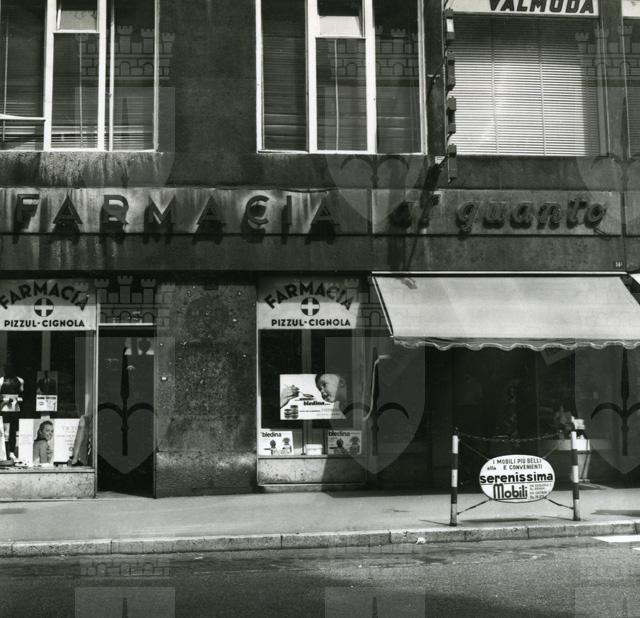 VALMODA
FARMACIA
al guanto
FARMACIA
PIZZUL-CIGNOLA
FARMACIA
PIZZUL-CIGNOLA
bledina...
bledina
bledina
I MOBILI PIÙ BELLI
E CONVENIENTI
alla
serenissima
Mobili